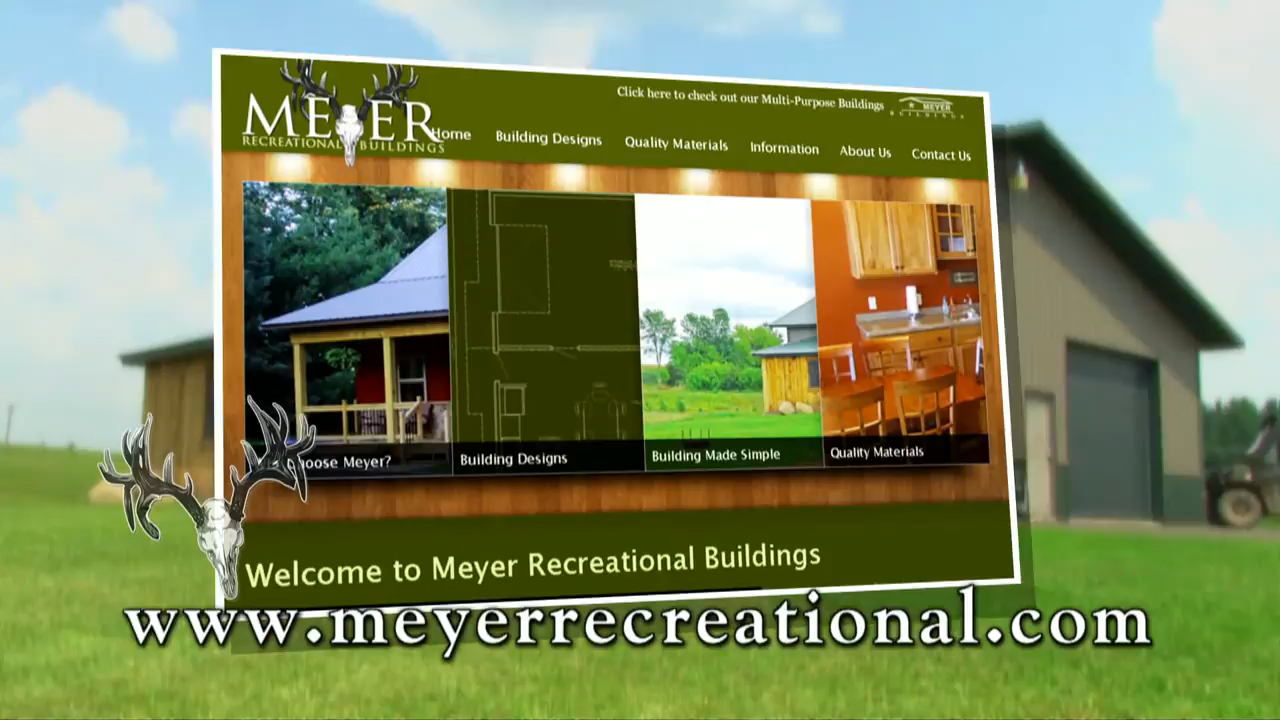 Click here to check out our Multi-Purpose Buildings
MEYER
BUILDINGS
MEYER
RECREATIONAL BUILDINGS
Home
Building Designs
Quality Materials
Information
About Us
Contact Us
oose Meyer?
Building Designs
Building Made Simple
Quality Materials
Welcome to Meyer Recreational Buildings
www.meyerrecreational.com